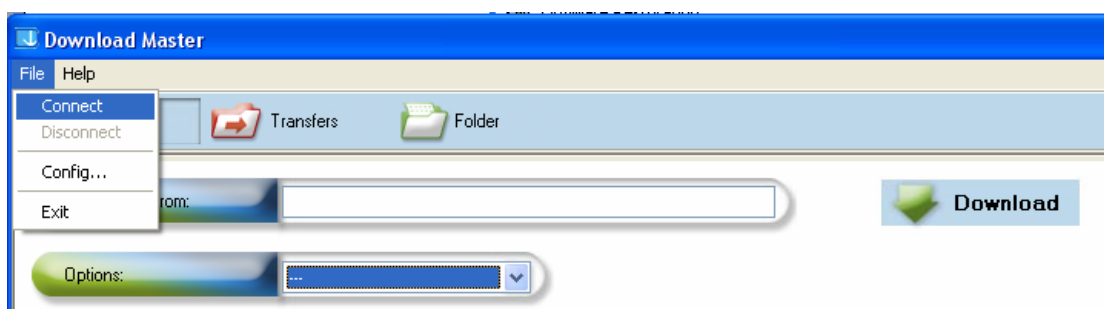 Download Master
File Help
Connect
Disconnect
Config...
Exit
Transfers
Folder
rom:
Download
Options:
---